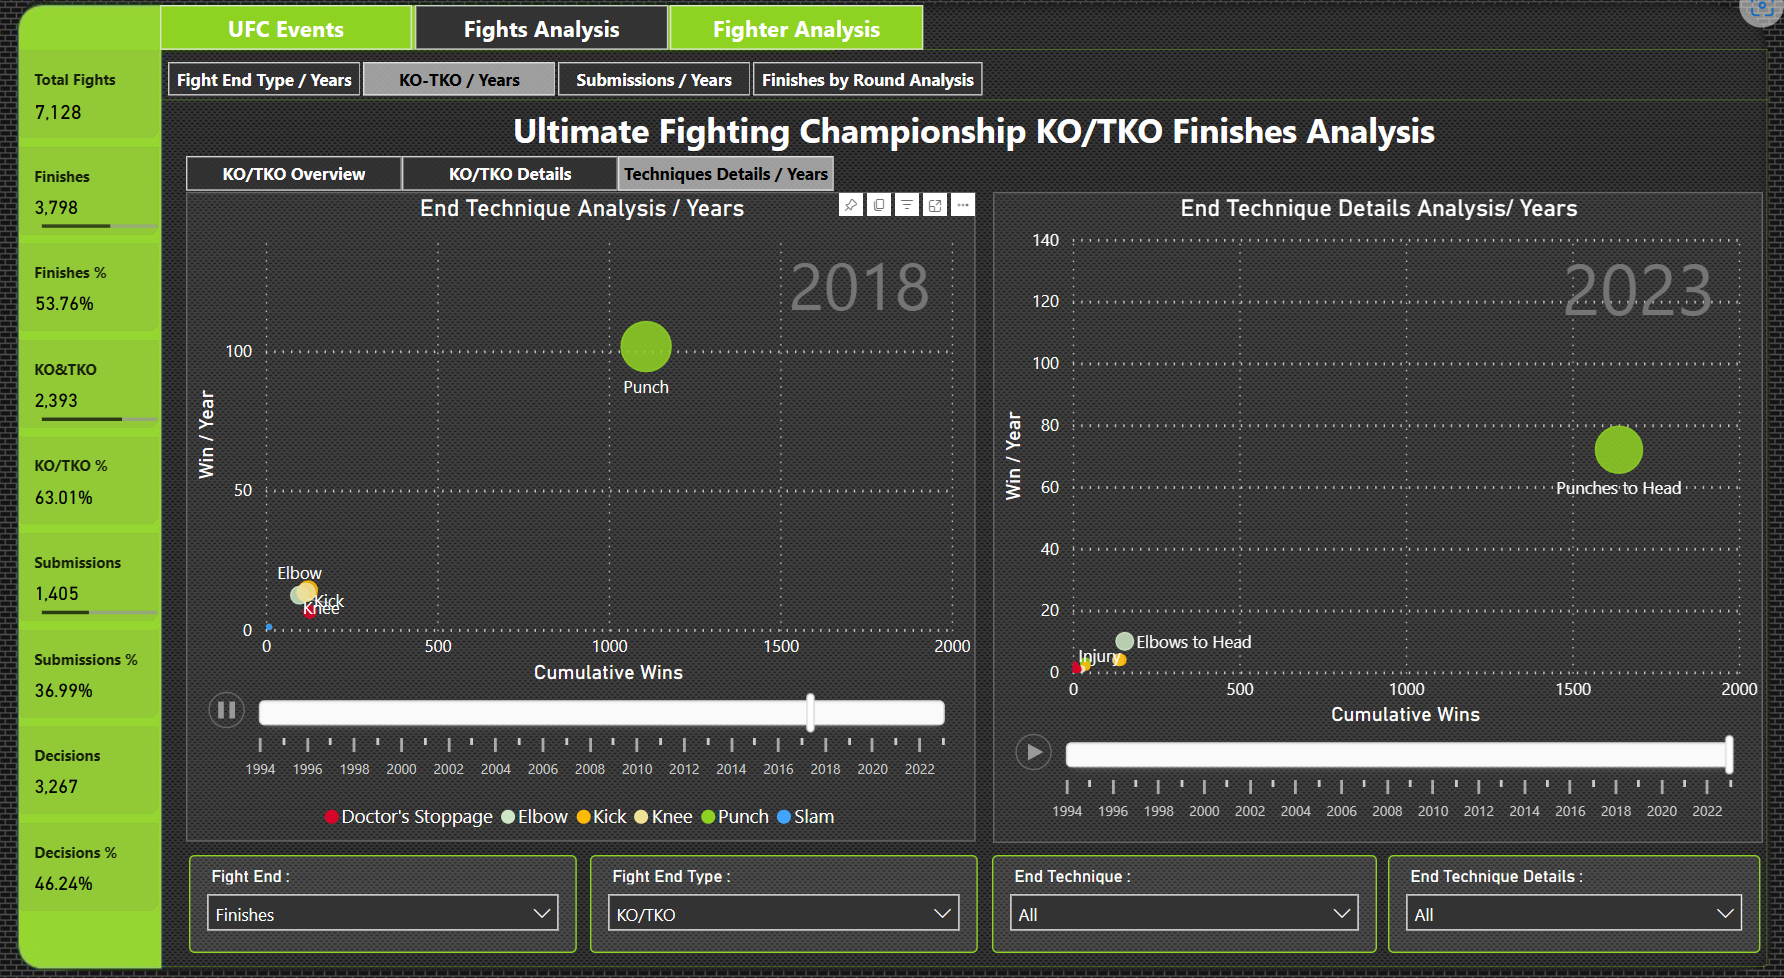 UFC Events
Fights Analysis
Fighter Analysis
Fight End Type / Years
KO-TKO / Years
Submissions / Years
Finishes by Round Analysis
Total Fights
7,128
Finishes
3,798
Finishes %
53.76%
KO&TKO
2,393
KO/TKO %
63.01%
Submissions
1,405
Submissions %
36.99%
Decisions
3,267
Decisions %
46.24%
Ultimate Fighting Championship KO/TKO Finishes Analysis
KO/TKO Overview
KO/TKO Details
Techniques Details / Years
End Technique Analysis / Years
2018
100
50
0
Win / Year
Punch
Elbow
Kick
Knee
0 500 1000 1500 2000
Cumulative Wins
1994 1996 1998 2000 2002 2004 2006 2008 2010 2012 2014 2016 2018 2020 2022
Doctor's Stoppage Elbow Kick Knee Punch Slam
End Technique Details Analysis/ Years
2023
140
120
100
80
60
40
20
0
Win / Year
Punches to Head
Elbows to Head
Injury
0 500 1000 1500 2000
Cumulative Wins
1994 1996 1998 2000 2002 2004 2006 2008 2010 2012 2014 2016 2018 2020 2022
Fight End :
Finishes
Fight End Type :
KO/TKO
End Technique :
All
End Technique Details :
All